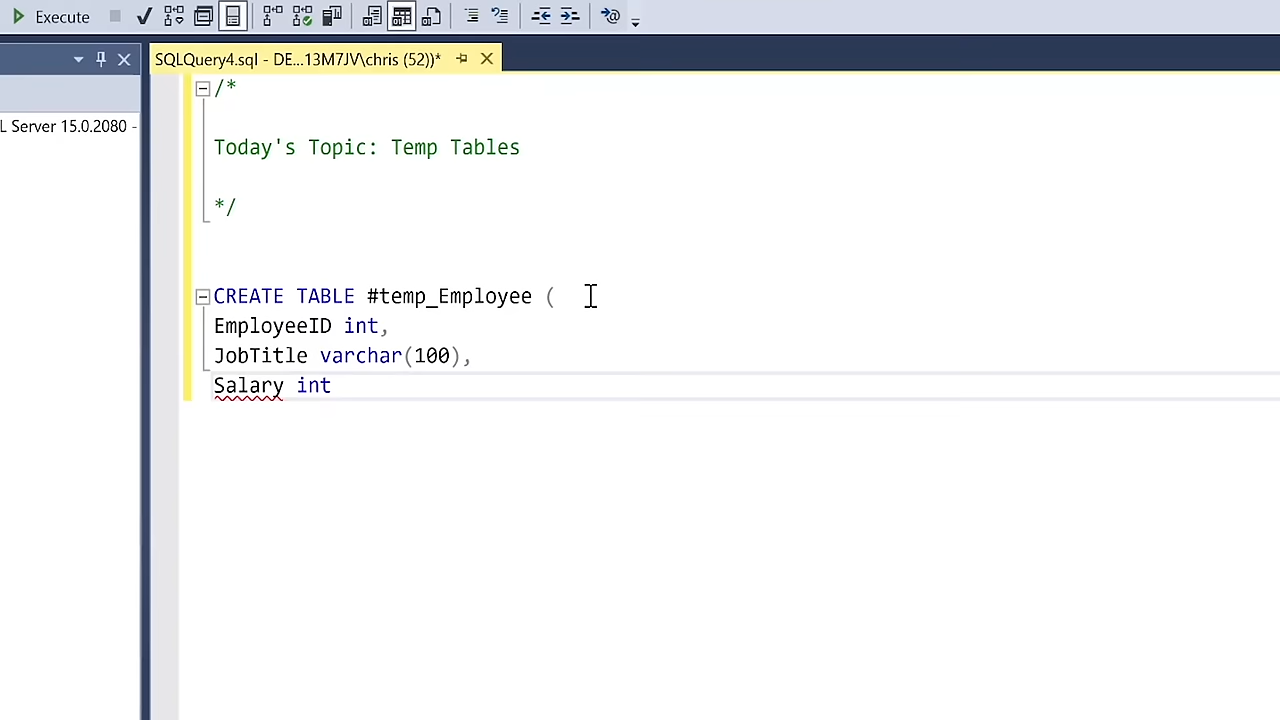 Execute
SQLQuery4.sql - DE...13M7JV\chris (52))*
L Server 15.0.2080 -
/*
Today's Topic: Temp Tables
*/
CREATE TABLE #temp_Employee (
EmployeeID int,
JobTitle varchar(100),
Salary int